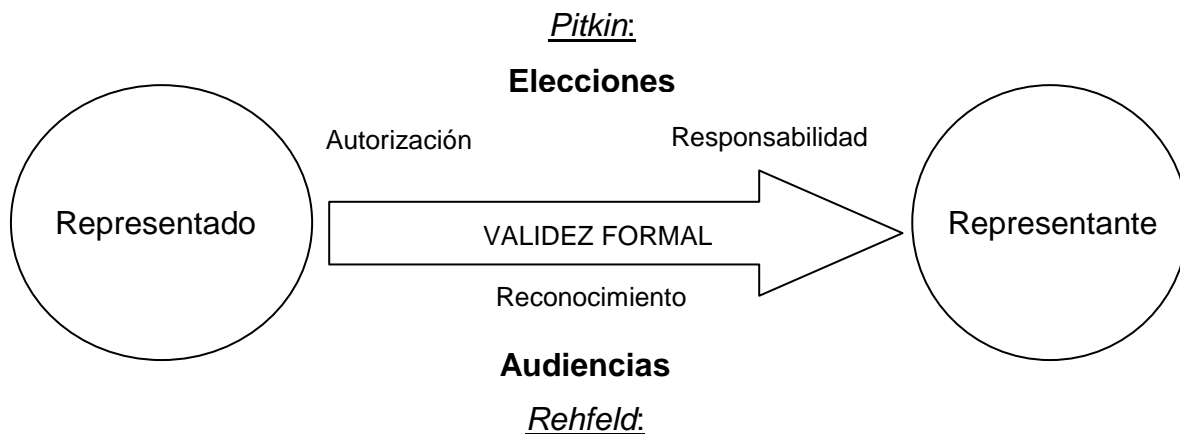 Pitkin:
Elecciones
Autorización
Responsabilidad
Representado
VALIDEZ FORMAL
Representante
Reconocimiento
Audiencias
Rehfeld: